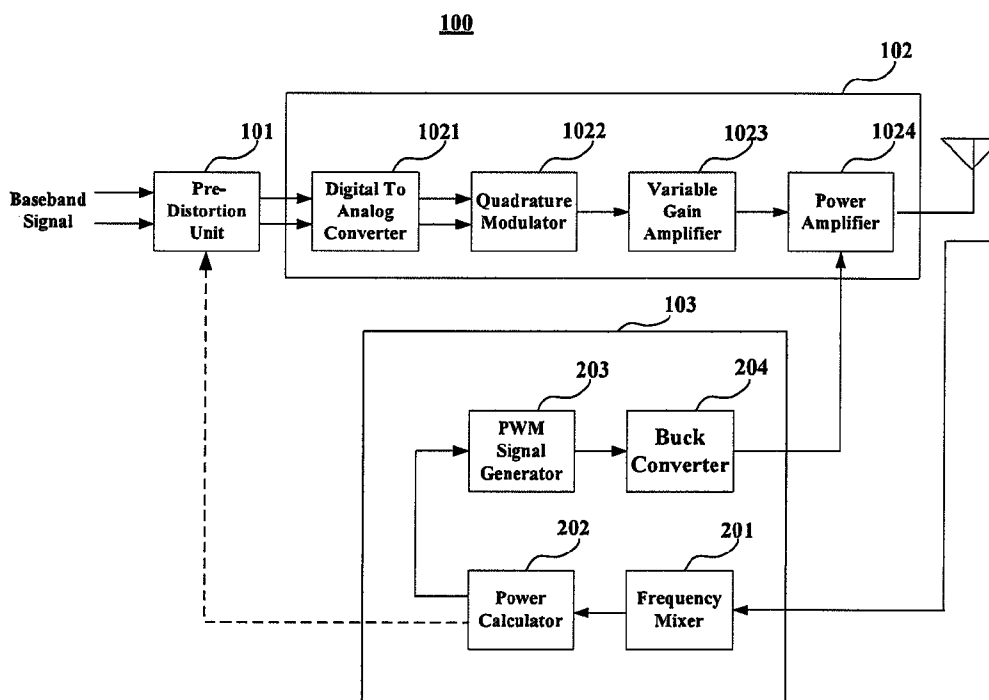 100
102
101
1021
1022
1023
1024
Baseband
Signal
Pre-
Distortion
Unit
Digital To
Analog
Converter
Quadrature
Modulator
Variable
Gain
Amplifier
Power
Amplifier
103
203
204
PWM
Signal
Generator
Buck
Converter
202
201
Power
Calculator
Frequency
Mixer